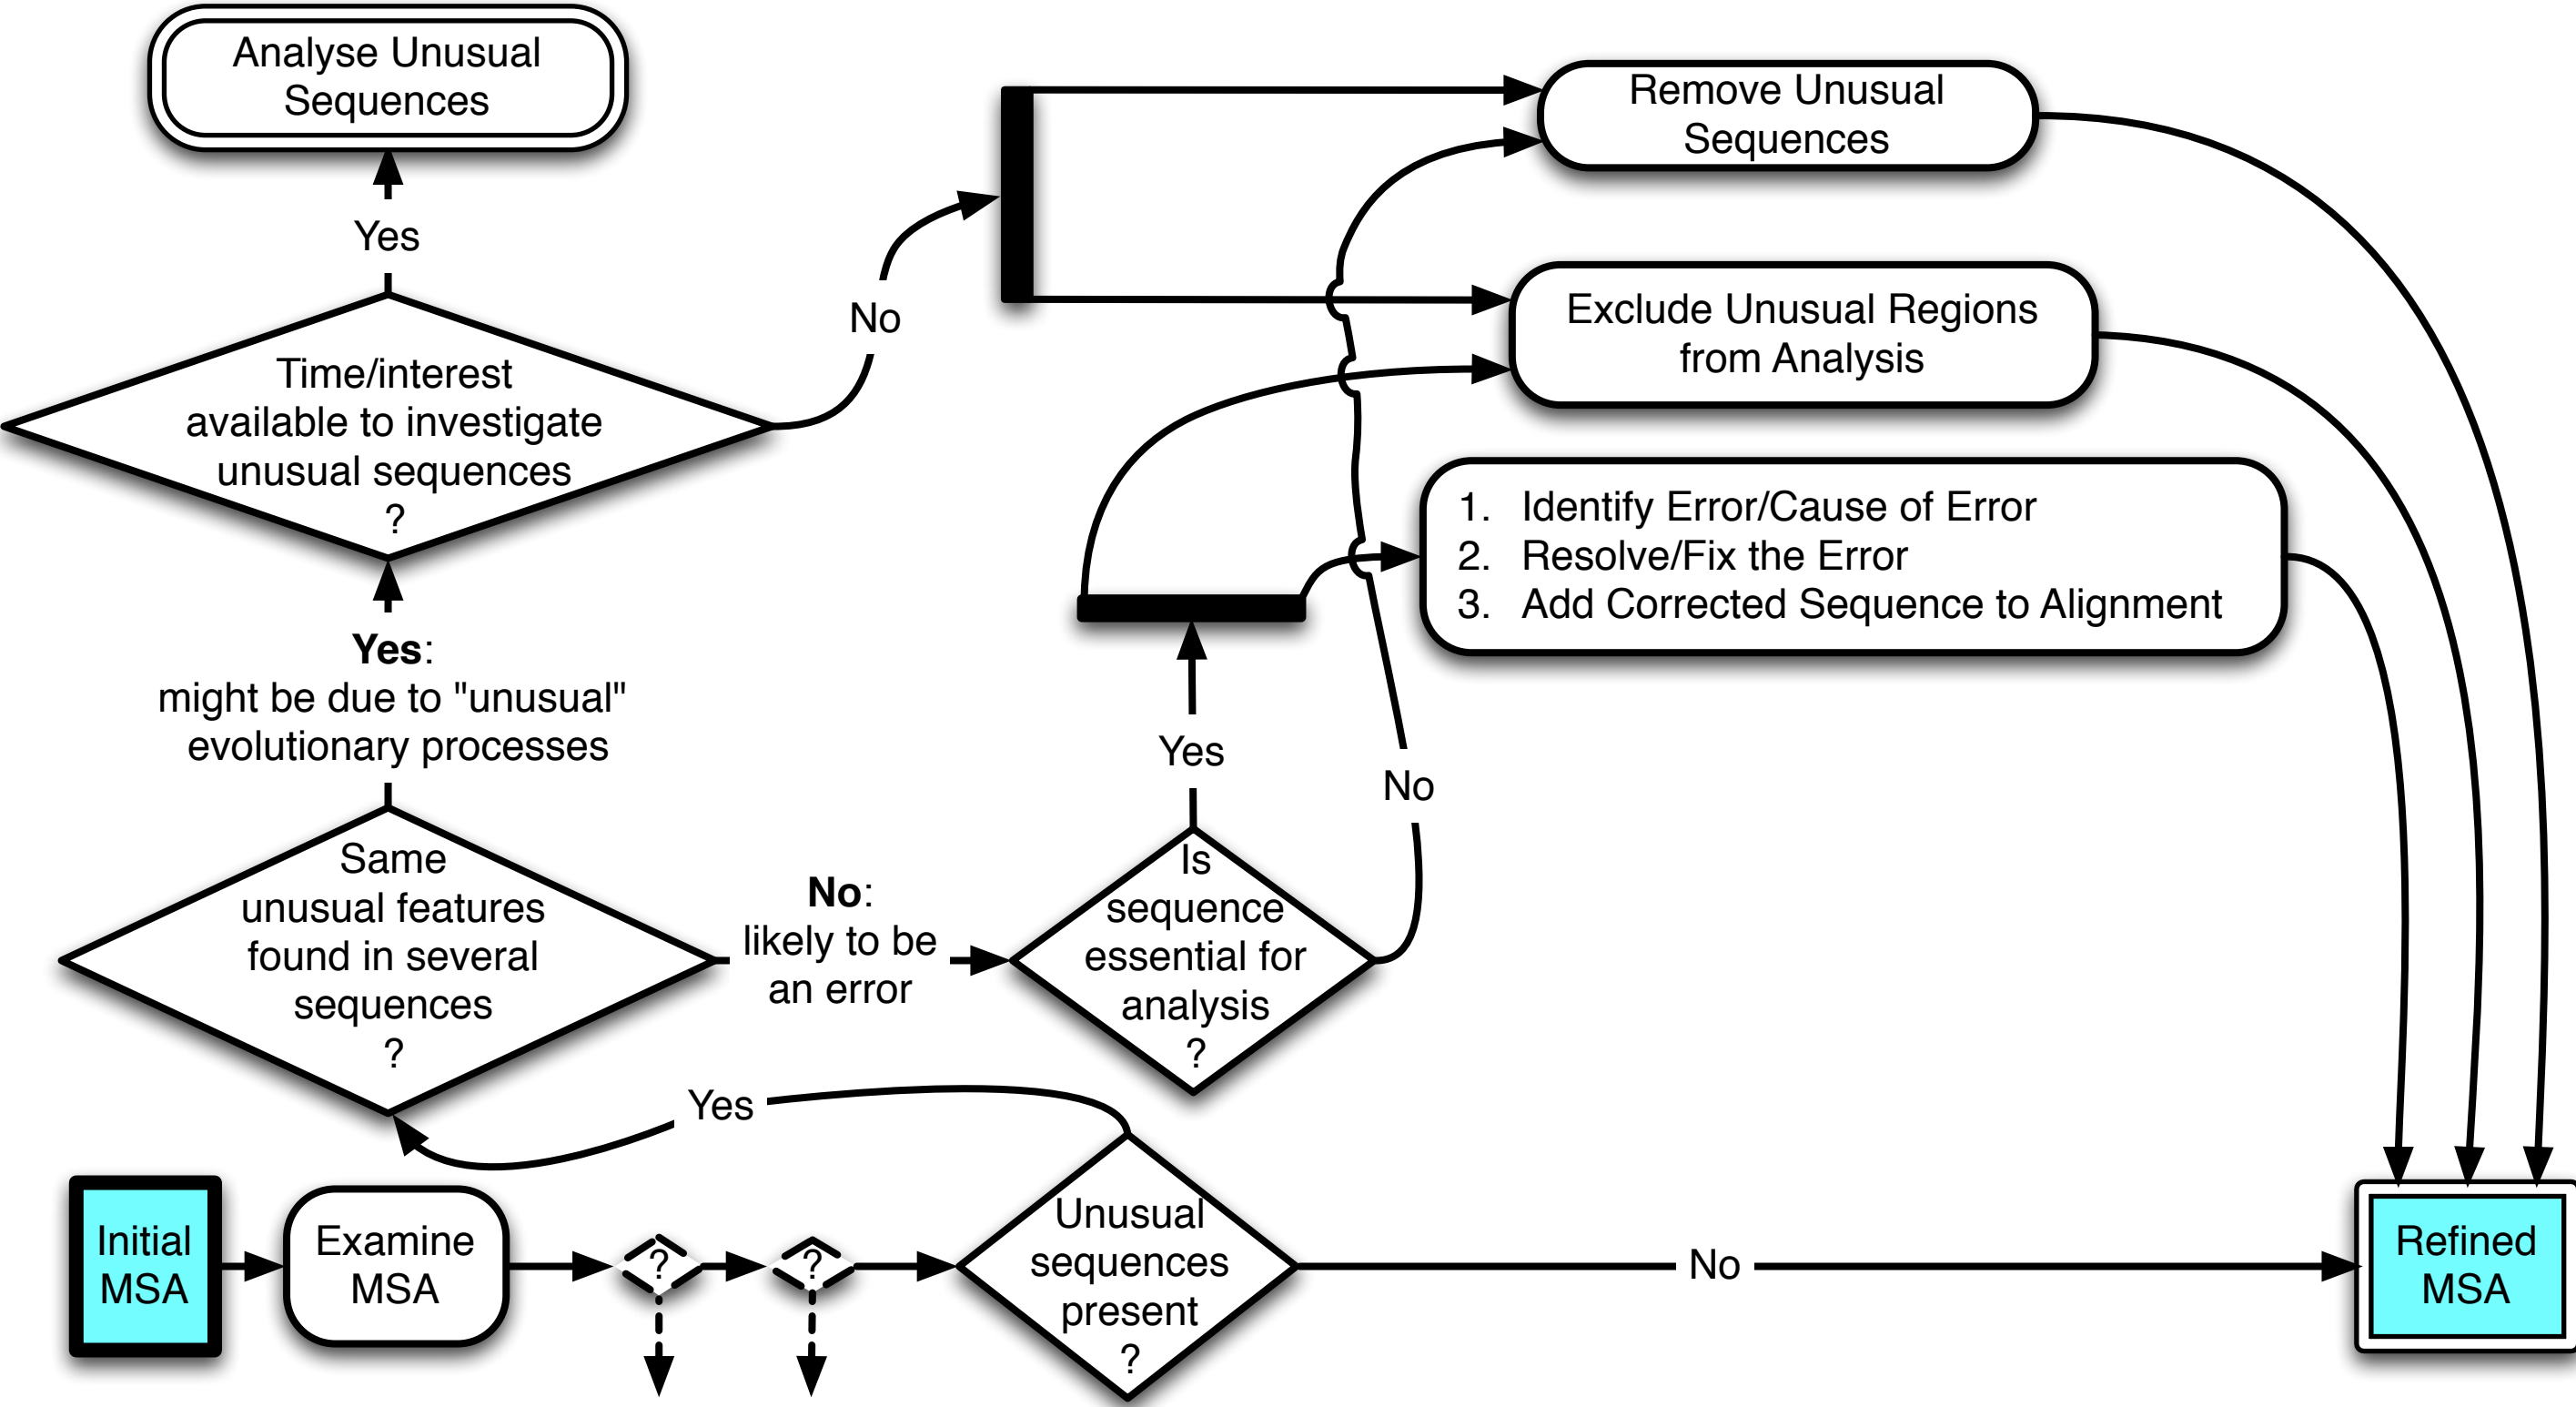 Analyse Unusual
Sequences
Yes
Time/interest
available to investigate
unusual sequences
?
No
Yes:
might be due to "unusual"
evolutionary processes
Same
unusual features
found in several
sequences
?
No:
likely to be
an error
Is
sequence
essential for
analysis
?
Yes
No
Remove Unusual
Sequences
Exclude Unusual Regions
from Analysis
1. Identify Error/Cause of Error
2. Resolve/Fix the Error
3. Add Corrected Sequence to Alignment
Yes
Initial
MSA
Examine
MSA
?
?
Unusual
sequences
present
?
No
Refined
MSA